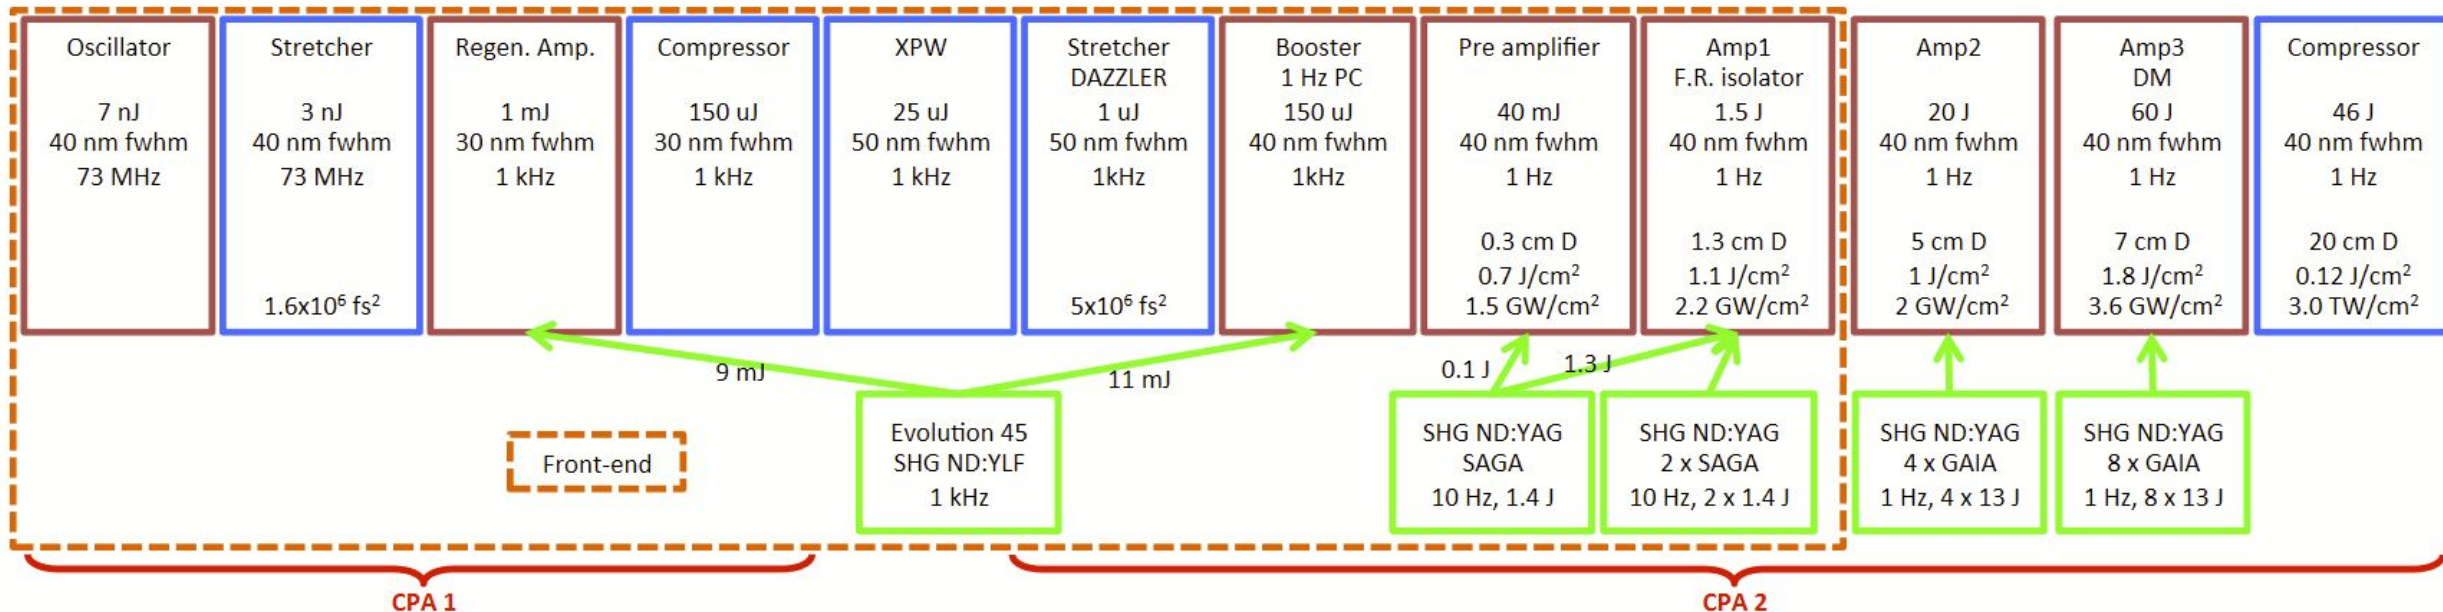 Oscillator
7 nJ
40 nm fwhm
73 MHz
Stretcher
3 nJ
40 nm fwhm
73 MHz
1.6x10⁶ fs²
Regen. Amp.
1 mJ
30 nm fwhm
1 kHz
Compressor
150 uJ
30 nm fwhm
1 kHz
XPW
25 uJ
50 nm fwhm
1 kHz
Stretcher
DAZZLER
1 uJ
50 nm fwhm
1kHz
5x10⁶ fs²
Booster
1 Hz PC
150 uJ
40 nm fwhm
1kHz
Pre amplifier
40 mJ
40 nm fwhm
1 Hz
0.3 cm D
0.7 J/cm²
1.5 GW/cm²
Amp1
F.R. isolator
1.5 J
40 nm fwhm
1 Hz
1.3 cm D
1.1 J/cm²
2.2 GW/cm²
Amp2
20 J
40 nm fwhm
1 Hz
5 cm D
1 J/cm²
2 GW/cm²
Amp3
DM
60 J
40 nm fwhm
1 Hz
7 cm D
1.8 J/cm²
3.6 GW/cm²
Compressor
46 J
40 nm fwhm
1 Hz
20 cm D
0.12 J/cm²
3.0 TW/cm²
9 mJ
11 mJ
0.1 J
1.3 J
Front-end
Evolution 45
SHG ND:YLF
1 kHz
SHG ND:YAG
SAGA
10 Hz, 1.4 J
SHG ND:YAG
2 x SAGA
10 Hz, 2 x 1.4 J
SHG ND:YAG
4 x GAIA
1 Hz, 4 x 13 J
SHG ND:YAG
8 x GAIA
1 Hz, 8 x 13 J
CPA 1
CPA 2